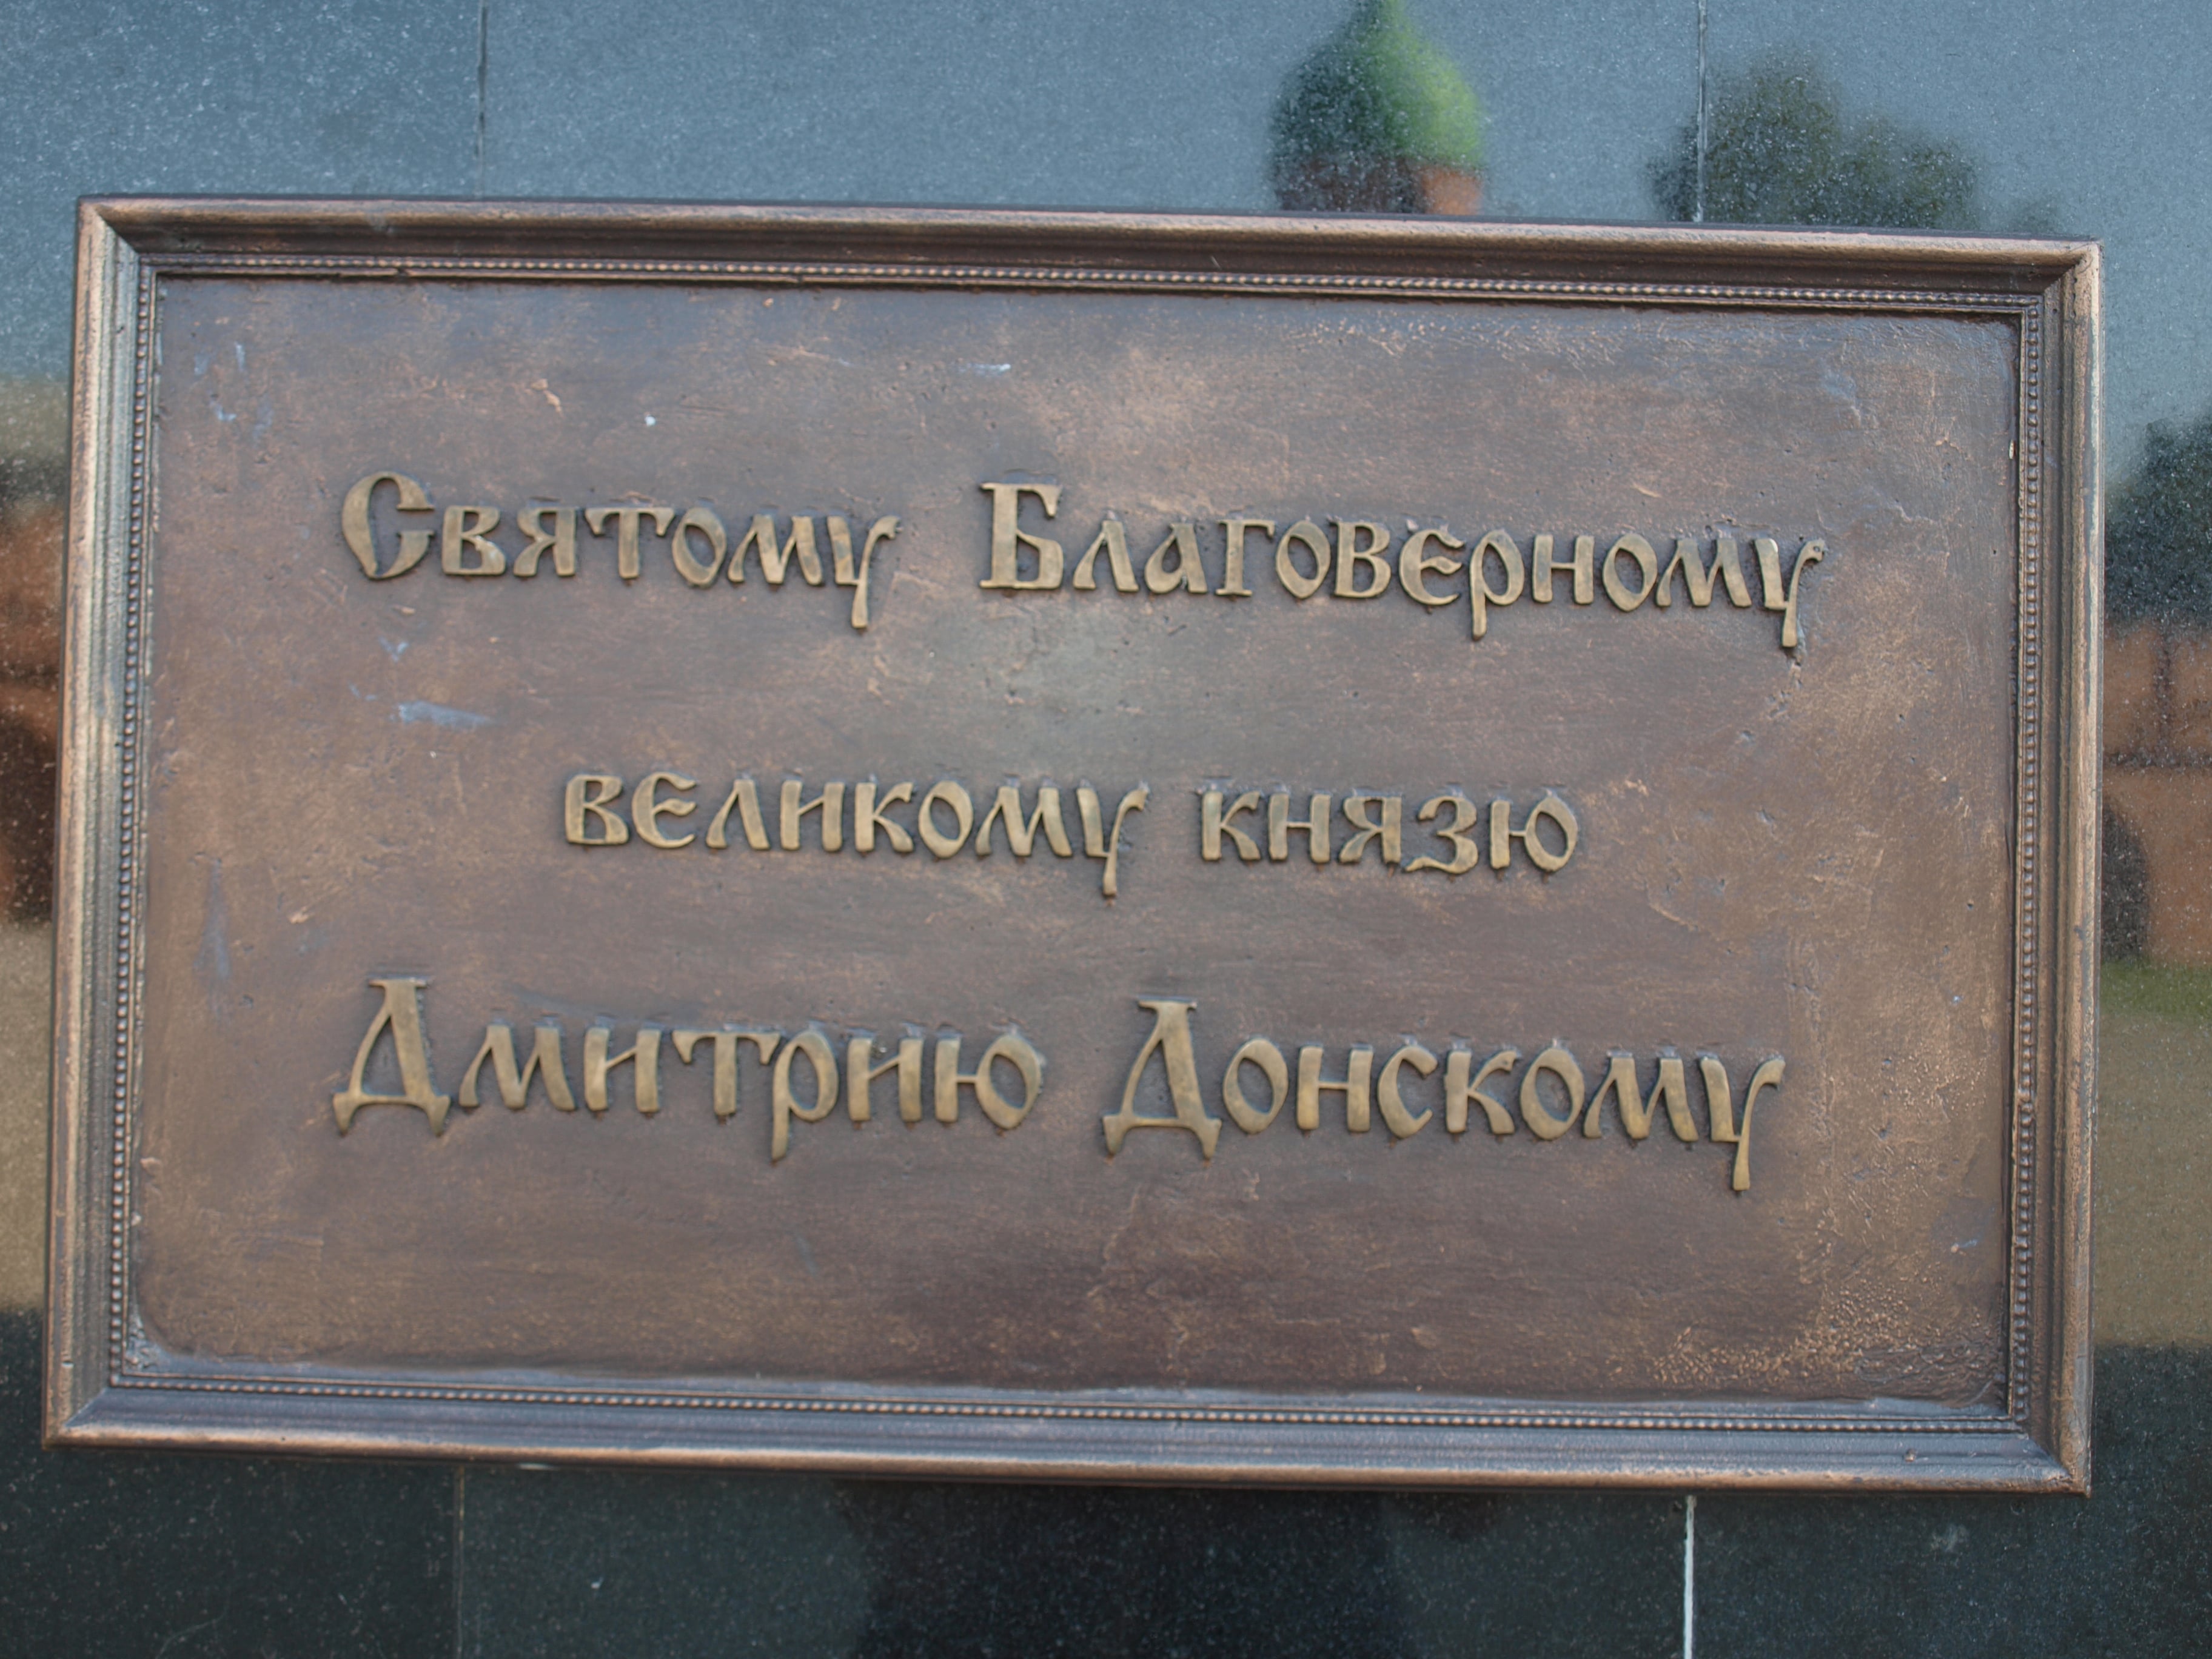 Святому Благоверному
великому князю
Дмитрию Донскому